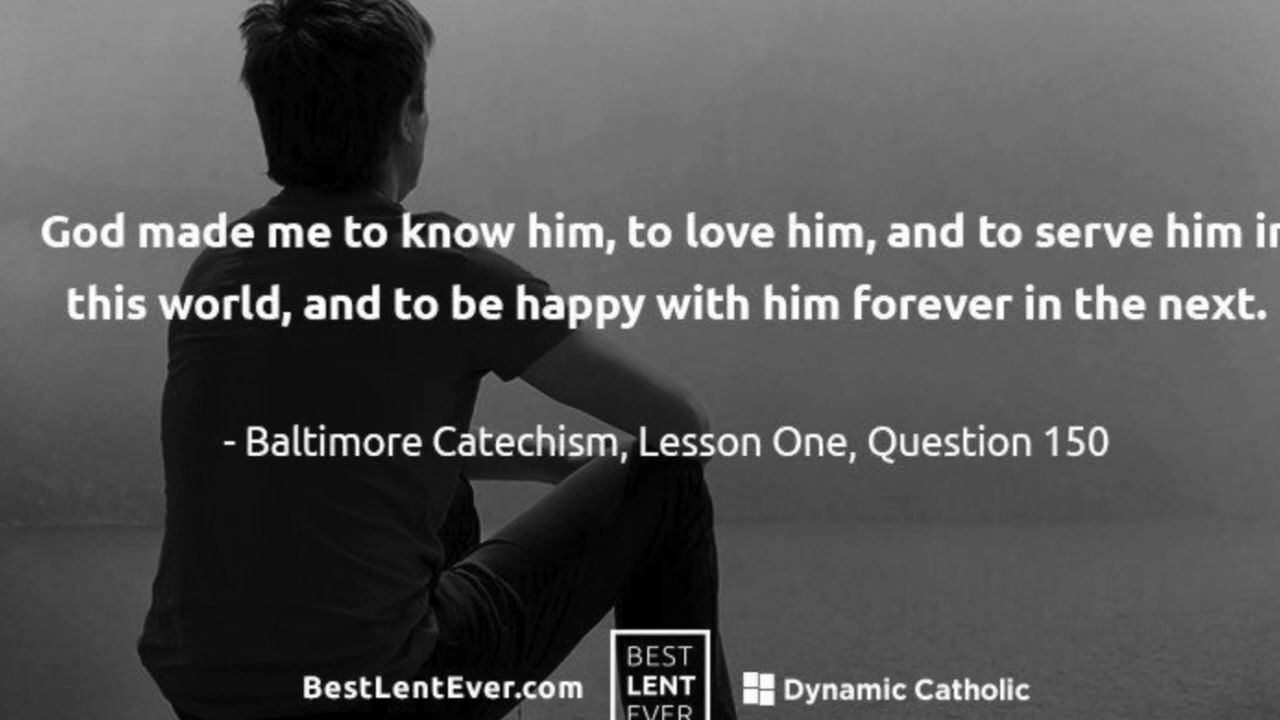 God made me to know him, to love him, and to serve him in
this world, and to be happy with him forever in the next.
- Baltimore Catechism, Lesson One, Question 150
BestLentEver.com
BEST
LENT
EVER
Dynamic Catholic